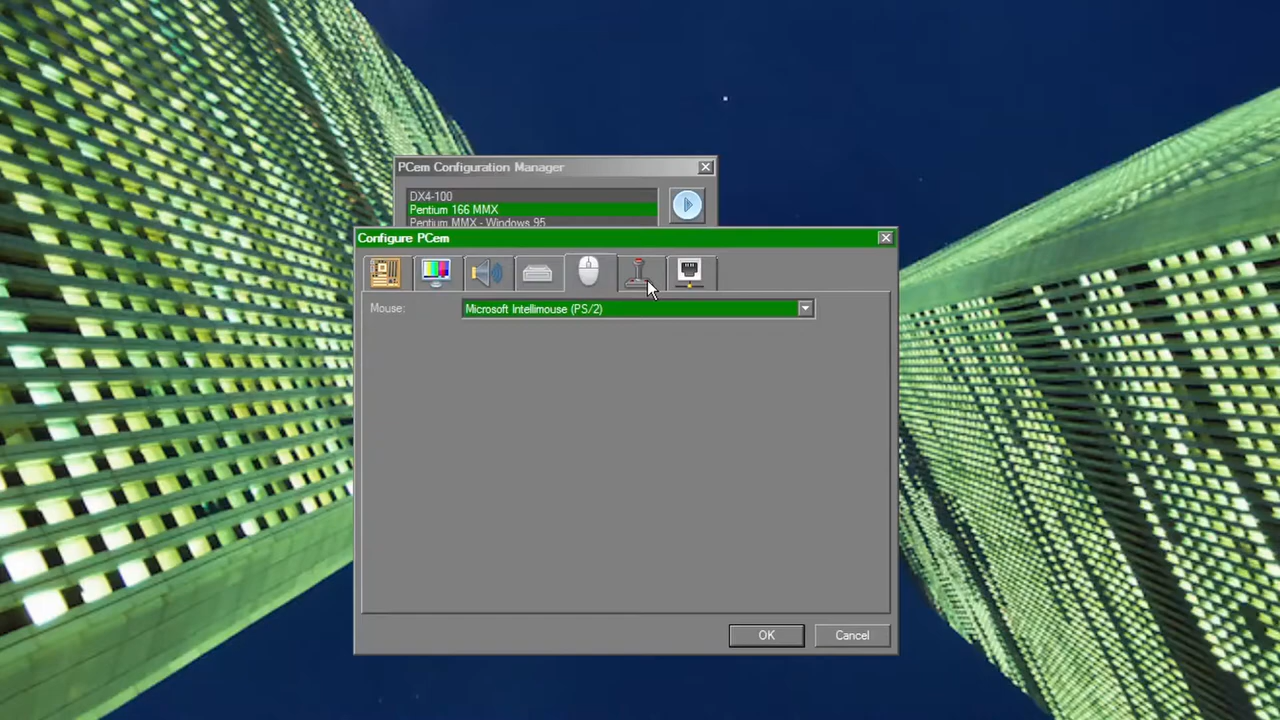 PCem Configuration Manager
DX4-100
Pentium 166 MMX
Pentium MMX - Windows 95
Configure PCem
Mouse:
Microsoft Intellimouse (PS/2)
OK
Cancel